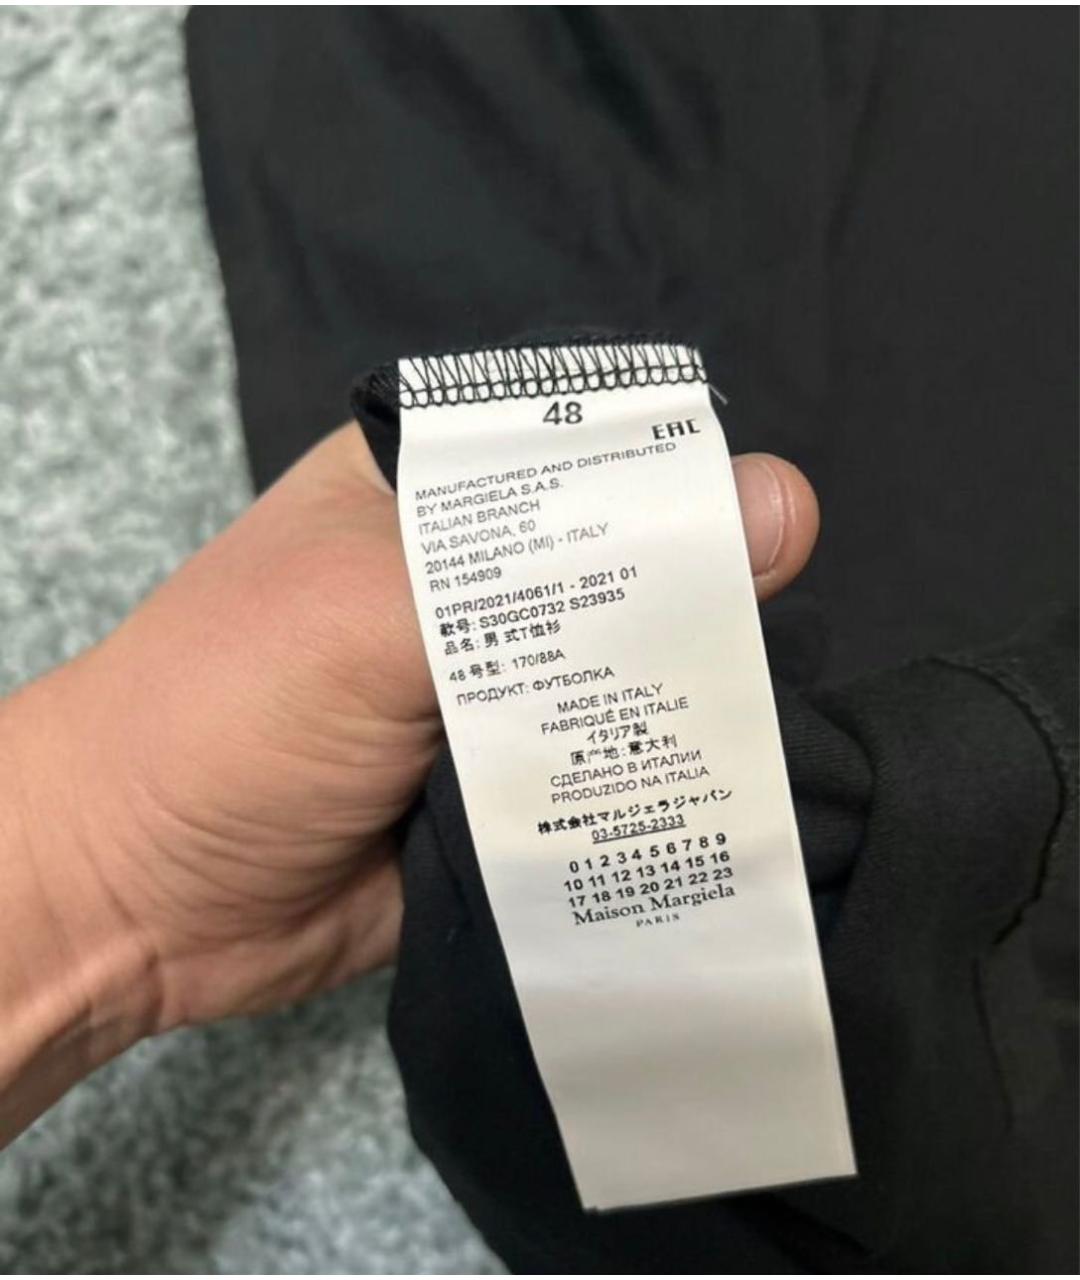 48
EAC
MANUFACTURED AND DISTRIBUTED
BY MARGIELA S.A.S.
ITALIAN BRANCH
VIA SAVONA, 60
20144 MILANO (MI) - ITALY
RN 154909
01PR/2021/4061/1 - 2021 01
款号: S30GC0732 S23935
品名: 男式T恤衫
48 号型: 170/88A
ПРОДУКТ: ФУТБОЛКА
MADE IN ITALY
FABRIQUÉ EN ITALIE
イタリア製
原产地: 意大利
СДЕЛАНО В ИТАЛИИ
PRODUZIDO NA ITALIA
株式会社マルジェラジャパン
03-5725-2333
0 1 2 3 4 5 6 7 8 9
10 11 12 13 14 15 16
17 18 19 20 21 22 23
Maison Margiela
PARIS